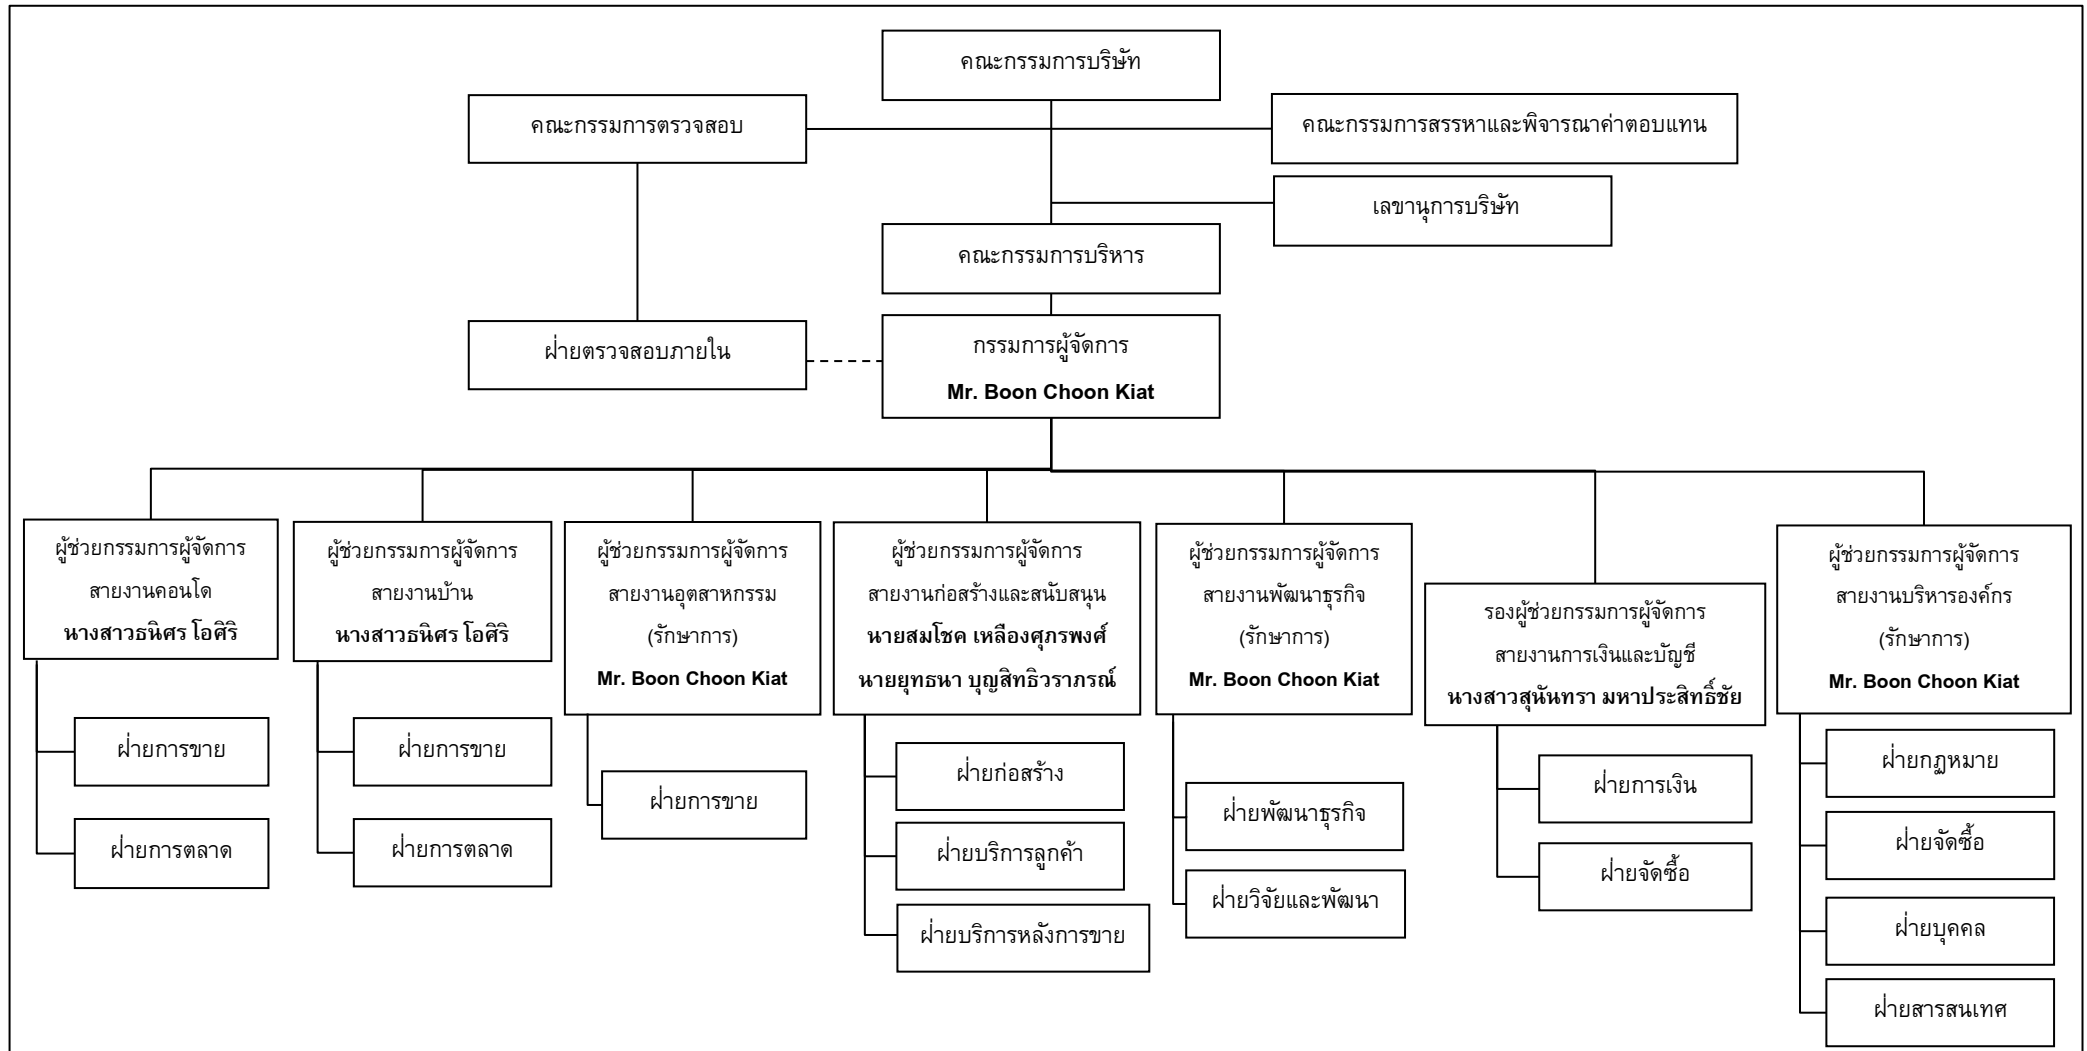 คณะกรรมการบริษัท
คณะกรรมการตรวจสอบ
คณะกรรมการสรรหาและพิจารณาค่าตอบแทน
เลขานุการบริษัท
คณะกรรมการบริหาร
ฝ่ายตรวจสอบภายใน
กรรมการผู้จัดการ
Mr. Boon Choon Kiat
ผู้ช่วยกรรมการผู้จัดการ
สายงานคอนโด
นางสาวธนิศร โอศิริ
ฝ่ายการขาย
ฝ่ายการตลาด
ผู้ช่วยกรรมการผู้จัดการ
สายงานบ้าน
นางสาวธนิศร โอศิริ
ฝ่ายการขาย
ฝ่ายการตลาด
ผู้ช่วยกรรมการผู้จัดการ
สายงานอุตสาหกรรม
(รักษาการ)
Mr. Boon Choon Kiat
ฝ่ายการขาย
ผู้ช่วยกรรมการผู้จัดการ
สายงานก่อสร้างและสนับสนุน
นายสมโชค เหลืองศุภรพงศ์
นายยุทธนา บุญสิทธิวราภรณ์
ฝ่ายก่อสร้าง
ฝ่ายบริการลูกค้า
ฝ่ายบริการหลังการขาย
ผู้ช่วยกรรมการผู้จัดการ
สายงานพัฒนาธุรกิจ
(รักษาการ)
Mr. Boon Choon Kiat
ฝ่ายพัฒนาธุรกิจ
ฝ่ายวิจัยและพัฒนา
รองผู้ช่วยกรรมการผู้จัดการ
สายงานการเงินและบัญชี
นางสาวสุนันทรา มหาประสิทธิ์ชัย
ฝ่ายการเงิน
ฝ่ายจัดซื้อ
ผู้ช่วยกรรมการผู้จัดการ
สายงานบริหารองค์กร
(รักษาการ)
Mr. Boon Choon Kiat
ฝ่ายกฏหมาย
ฝ่ายจัดซื้อ
ฝ่ายบุคคล
ฝ่ายสารสนเทศ